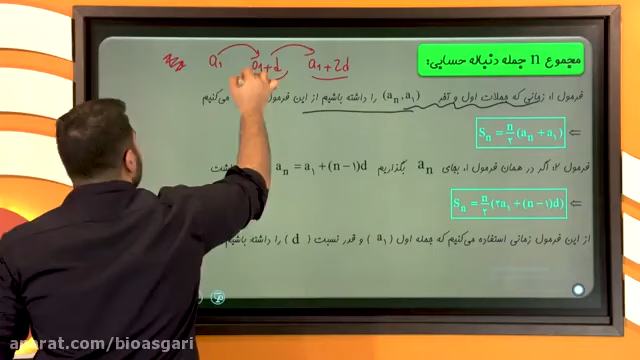 a₁ a₁+d a₁+2d
مجموع n جمله دنباله حسابی:
فرمول ۱: زمانی که جملات اول و آخر (aₙ, a₁) را داشته باشیم از این فرمول می‌کنیم
⇐ Sₙ = n/۲ (aₙ + a₁)
فرمول ۲: اگر در همان فرمول ۱، بجای aₙ بگذاریم aₙ = a₁ + (n−۱)d
⇐ Sₙ = n/۲ (۲a₁ + (n−۱)d)
از این فرمول زمانی استفاده می‌کنیم که جمله اول (a₁) و قدر نسبت (d) را داشته باشیم
aparat.com/bioasgari